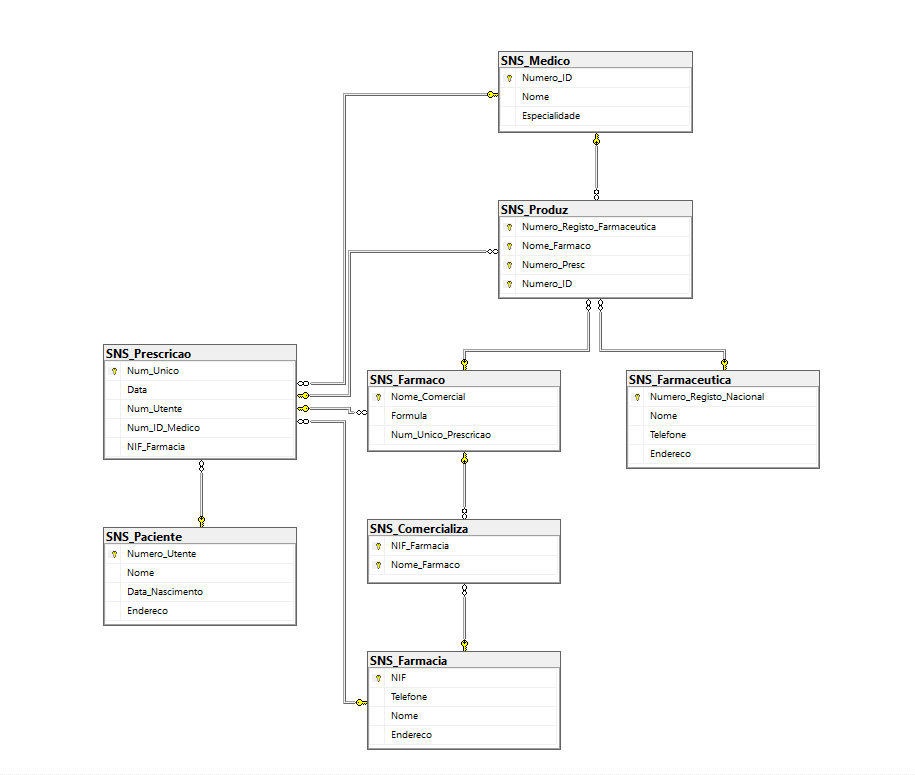 SNS_Medico
Numero_ID
Nome
Especialidade
SNS_Produz
Numero_Registo_Farmaceutica
Nome_Farmaco
Numero_Presc
Numero_ID
SNS_Prescricao
Num_Unico
Data
Num_Utente
Num_ID_Medico
NIF_Farmacia
SNS_Farmaco
Nome_Comercial
Formula
Num_Unico_Prescricao
SNS_Farmaceutica
Numero_Registo_Nacional
Nome
Telefone
Endereco
SNS_Paciente
Numero_Utente
Nome
Data_Nascimento
Endereco
SNS_Comercializa
NIF_Farmacia
Nome_Farmaco
SNS_Farmacia
NIF
Telefone
Nome
Endereco